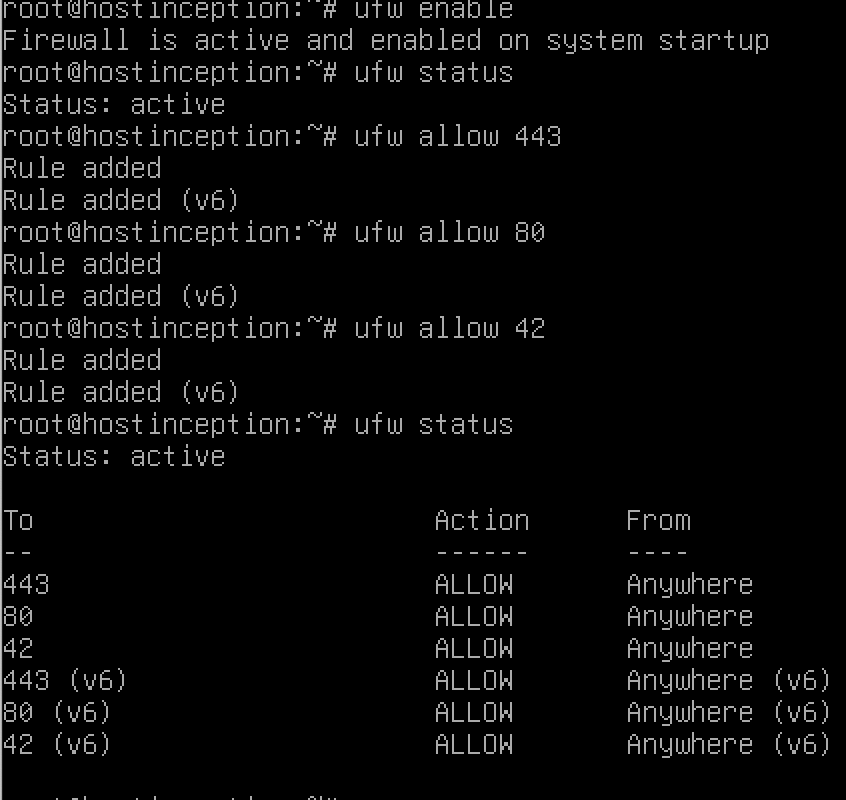 root@hostinception:~# ufw enable
Firewall is active and enabled on system startup
root@hostinception:~# ufw status
Status: active
root@hostinception:~# ufw allow 443
Rule added
Rule added (v6)
root@hostinception:~# ufw allow 80
Rule added
Rule added (v6)
root@hostinception:~# ufw allow 42
Rule added
Rule added (v6)
root@hostinception:~# ufw status
Status: active

To                         Action      From
--                         ------      ----
443                        ALLOW       Anywhere
80                         ALLOW       Anywhere
42                         ALLOW       Anywhere
443 (v6)                   ALLOW       Anywhere (v6)
80 (v6)                    ALLOW       Anywhere (v6)
42 (v6)                    ALLOW       Anywhere (v6)